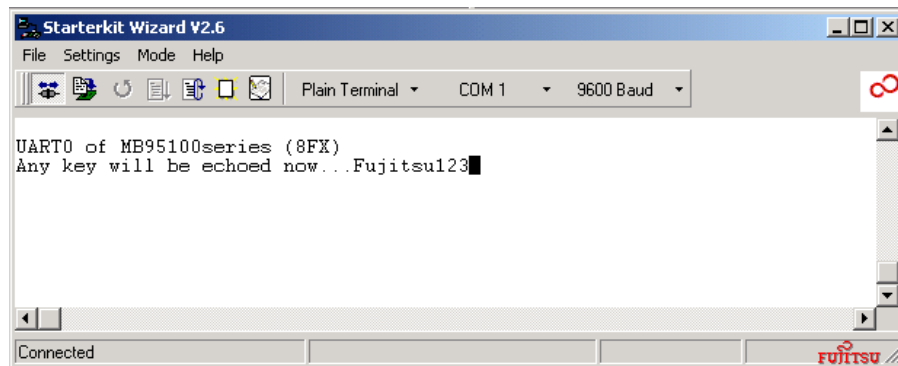 Starterkit Wizard V2.6
File Settings Mode Help
Plain Terminal COM 1 9600 Baud
UART0 of MB95100series (8FX)
Any key will be echoed now...Fujitsu123
Connected
FUJITSU